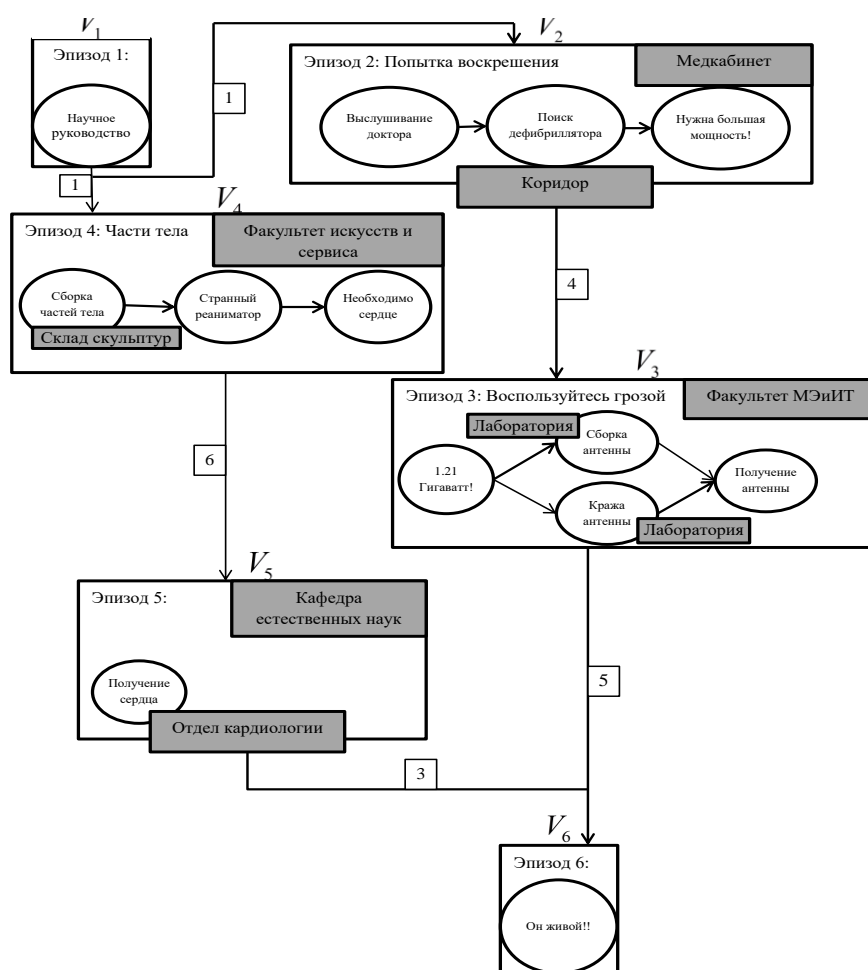 V1
Эпизод 1:
Научное
руководство
1
1
V2
Эпизод 2: Попытка воскрешения
Медкабинет
Выслушивание
доктора
Поиск
дефибриллятора
Нужна большая
мощность!
Коридор
4
V4
Эпизод 4: Части тела
Факультет искусств и
сервиса
Сборка
частей тела
Странный
реаниматор
Необходимо
сердце
Склад скульптур
6
V3
Эпизод 3: Воспользуйтесь грозой
Факультет МЭиИТ
Лаборатория
Сборка
антенны
1.21
Гигаватт!
Получение
антенны
Кража
антенны
Лаборатория
V5
Эпизод 5:
Кафедра
естественных наук
Получение
сердца
Отдел кардиологии
5
3
V6
Эпизод 6:
Он живой!!